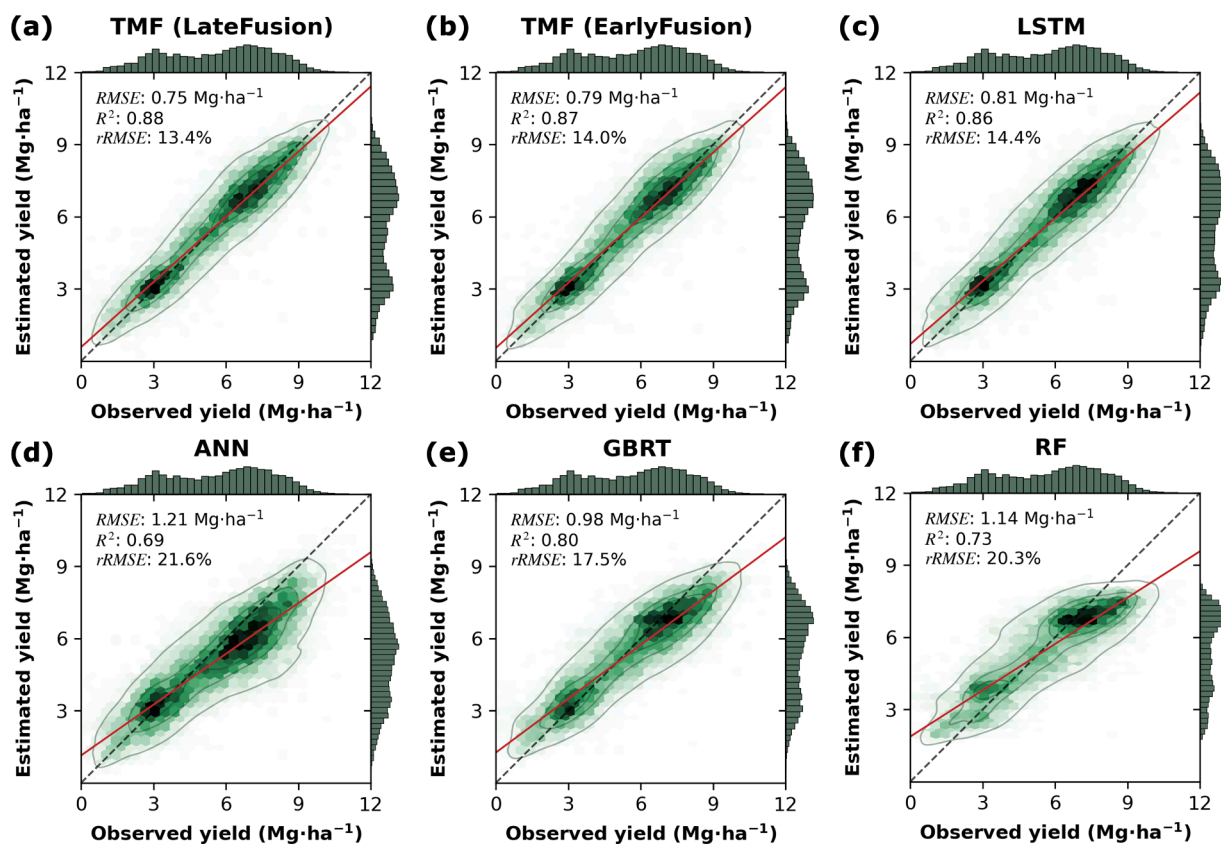 (a) TMF (LateFusion)
12
9
6
3
0 3 6 9 12
RMSE: 0.75 Mg·ha⁻¹
R²: 0.88
rRMSE: 13.4%
Estimated yield (Mg·ha⁻¹)
Observed yield (Mg·ha⁻¹)
(b) TMF (EarlyFusion)
12
9
6
3
0 3 6 9 12
RMSE: 0.79 Mg·ha⁻¹
R²: 0.87
rRMSE: 14.0%
Estimated yield (Mg·ha⁻¹)
Observed yield (Mg·ha⁻¹)
(c) LSTM
12
9
6
3
0 3 6 9 12
RMSE: 0.81 Mg·ha⁻¹
R²: 0.86
rRMSE: 14.4%
Estimated yield (Mg·ha⁻¹)
Observed yield (Mg·ha⁻¹)
(d) ANN
12
9
6
3
0 3 6 9 12
RMSE: 1.21 Mg·ha⁻¹
R²: 0.69
rRMSE: 21.6%
Estimated yield (Mg·ha⁻¹)
Observed yield (Mg·ha⁻¹)
(e) GBRT
12
9
6
3
0 3 6 9 12
RMSE: 0.98 Mg·ha⁻¹
R²: 0.80
rRMSE: 17.5%
Estimated yield (Mg·ha⁻¹)
Observed yield (Mg·ha⁻¹)
(f) RF
12
9
6
3
0 3 6 9 12
RMSE: 1.14 Mg·ha⁻¹
R²: 0.73
rRMSE: 20.3%
Estimated yield (Mg·ha⁻¹)
Observed yield (Mg·ha⁻¹)